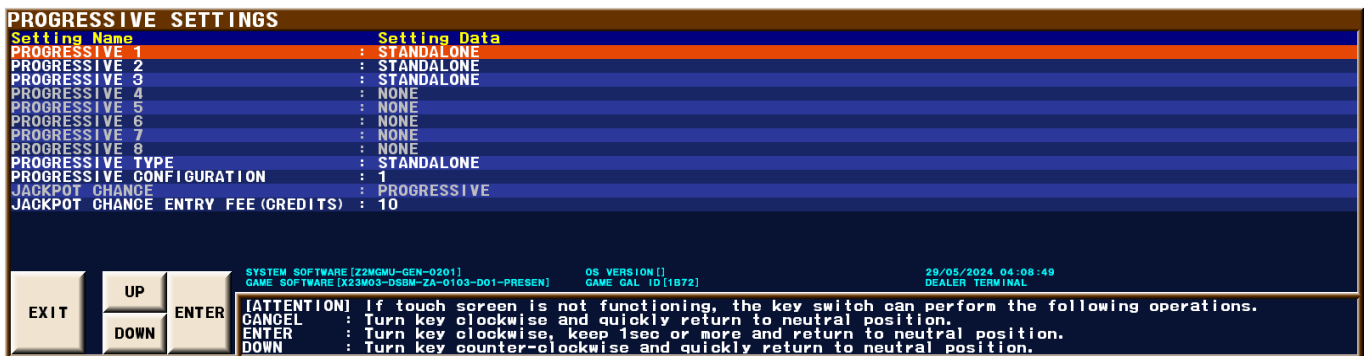 PROGRESSIVE SETTINGS
Setting Name Setting Data
PROGRESSIVE 1 : STANDALONE
PROGRESSIVE 2 : STANDALONE
PROGRESSIVE 3 : STANDALONE
PROGRESSIVE 4 : NONE
PROGRESSIVE 5 : NONE
PROGRESSIVE 6 : NONE
PROGRESSIVE 7 : NONE
PROGRESSIVE 8 : NONE
PROGRESSIVE TYPE : STANDALONE
PROGRESSIVE CONFIGURATION : 1
JACKPOT CHANCE : PROGRESSIVE
JACKPOT CHANCE ENTRY FEE(CREDITS) : 10
SYSTEM SOFTWARE[Z2MGMU-GEN-0201] OS VERSION[] 29/05/2024 04:08:49
GAME SOFTWARE[X23M03-DSBM-ZA-0103-D01-PRESEN] GAME GAL ID[1B72] DEALER TERMINAL
EXIT
UP
DOWN
ENTER
[ATTENTION] If touch screen is not functioning, the key switch can perform the following operations.
CANCEL : Turn key clockwise and quickly return to neutral position.
ENTER : Turn key clockwise, keep 1sec or more and return to neutral position.
DOWN : Turn key counter-clockwise and quickly return to neutral position.